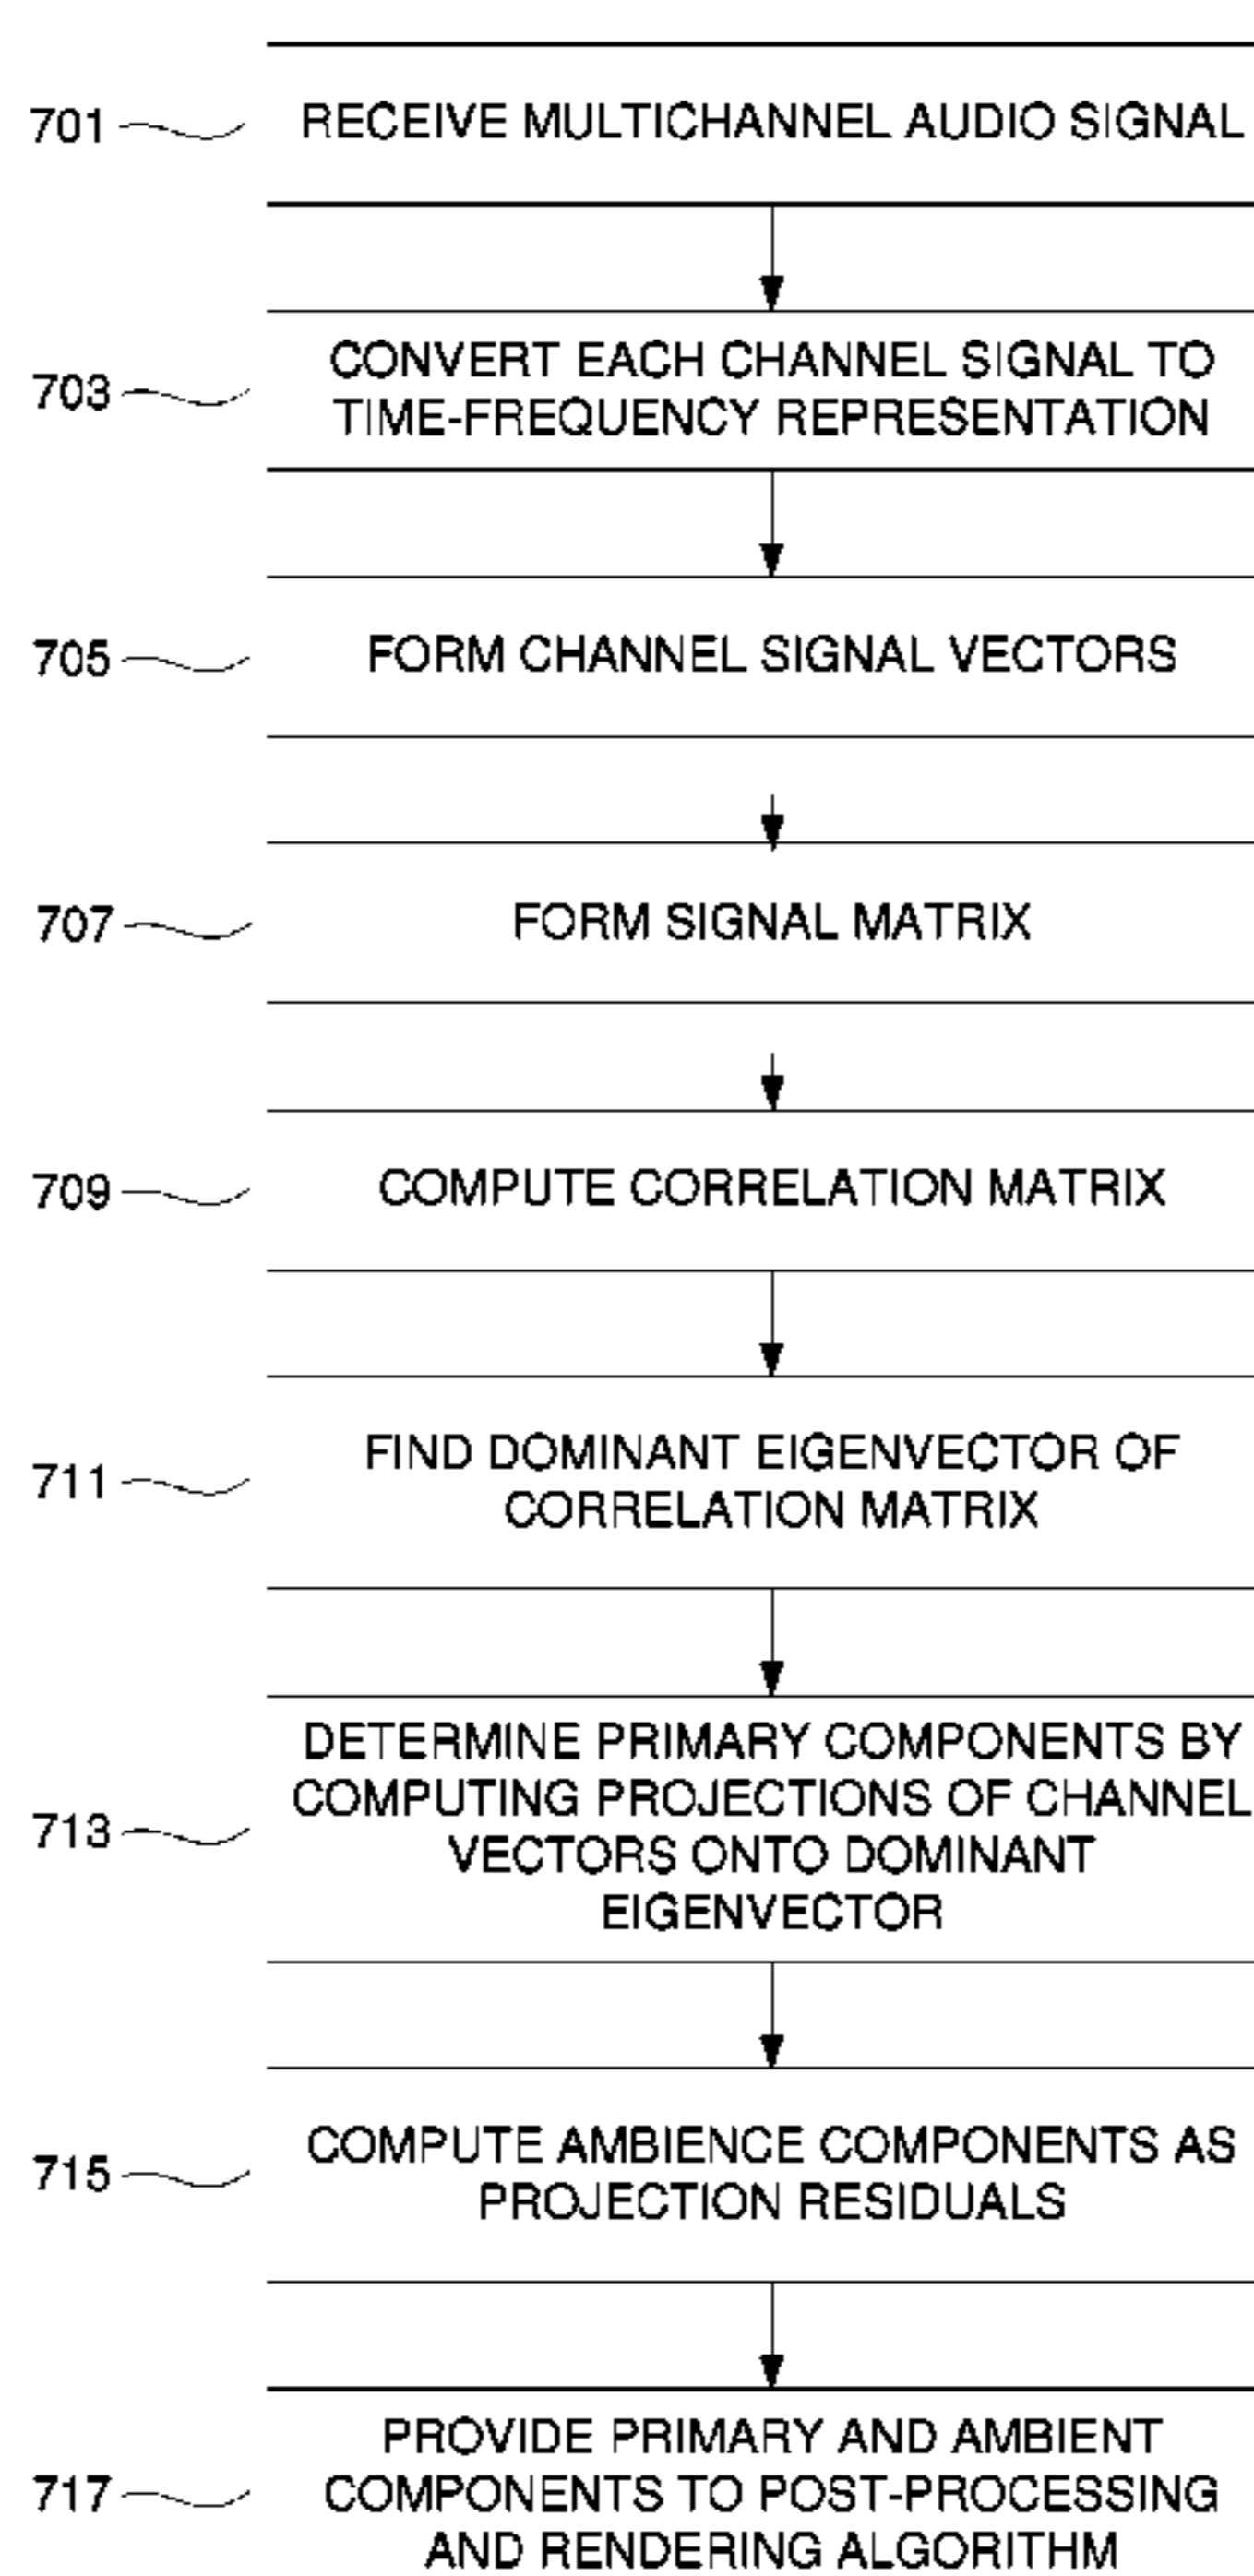 701 RECEIVE MULTICHANNEL AUDIO SIGNAL
703 CONVERT EACH CHANNEL SIGNAL TO
TIME-FREQUENCY REPRESENTATION
705 FORM CHANNEL SIGNAL VECTORS
707 FORM SIGNAL MATRIX
709 COMPUTE CORRELATION MATRIX
711 FIND DOMINANT EIGENVECTOR OF
CORRELATION MATRIX
713 DETERMINE PRIMARY COMPONENTS BY
COMPUTING PROJECTIONS OF CHANNEL
VECTORS ONTO DOMINANT
EIGENVECTOR
715 COMPUTE AMBIENCE COMPONENTS AS
PROJECTION RESIDUALS
717 PROVIDE PRIMARY AND AMBIENT
COMPONENTS TO POST-PROCESSING
AND RENDERING ALGORITHM